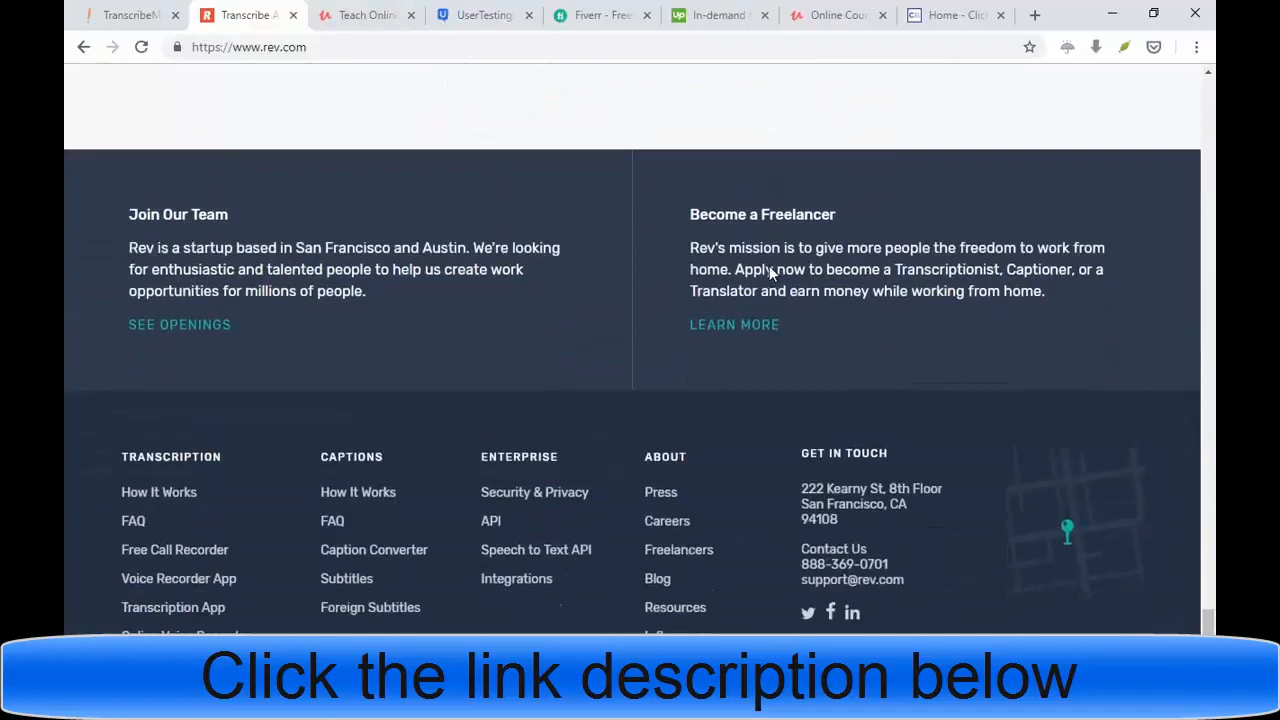 TranscribeM
Transcribe A
Teach Online
UserTesting
Fiverr - Free
In-demand
Online Cou
Home - Clic
https://www.rev.com
Join Our Team
Rev is a startup based in San Francisco and Austin. We're looking
for enthusiastic and talented people to help us create work
opportunities for millions of people.
SEE OPENINGS
Become a Freelancer
Rev's mission is to give more people the freedom to work from
home. Apply now to become a Transcriptionist, Captioner, or a
Translator and earn money while working from home.
LEARN MORE
TRANSCRIPTION
How It Works
FAQ
Free Call Recorder
Voice Recorder App
Transcription App
CAPTIONS
How It Works
FAQ
Caption Converter
Subtitles
Foreign Subtitles
ENTERPRISE
Security & Privacy
API
Speech to Text API
Integrations
ABOUT
Press
Careers
Freelancers
Blog
Resources
GET IN TOUCH
222 Kearny St, 8th Floor
San Francisco, CA
94108
Contact Us
888-369-0701
support@rev.com
Click the link description below